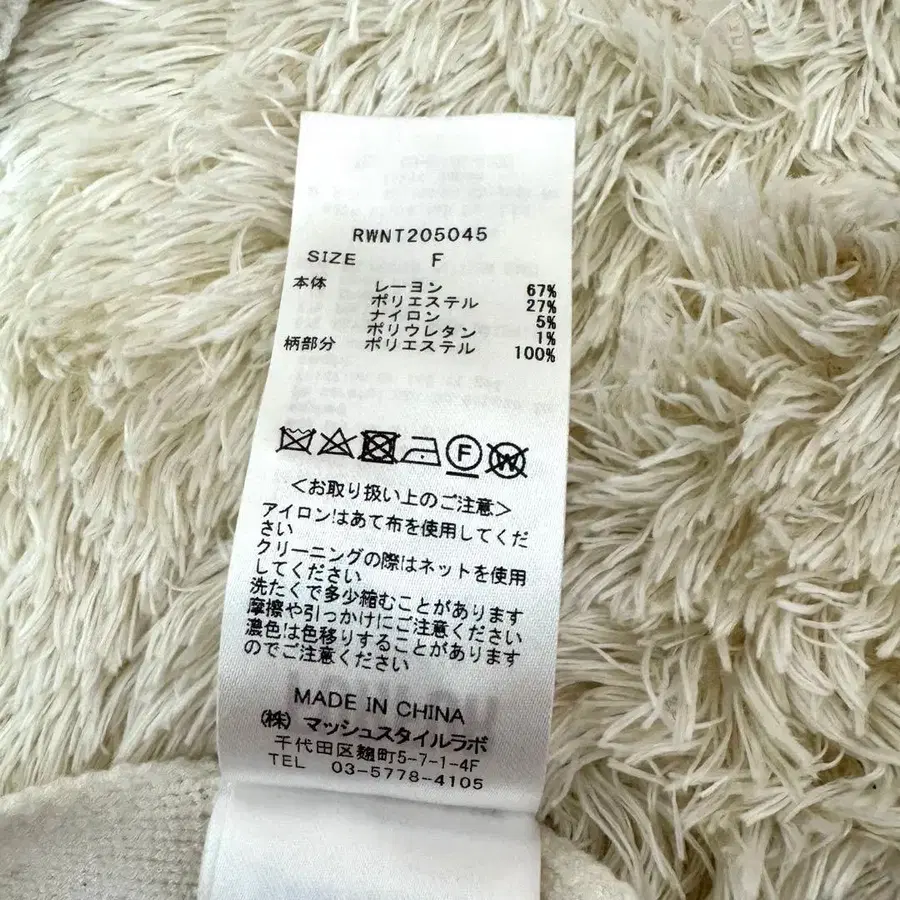 RWNT205045
SIZE F
本体 レーヨン 67%
ポリエステル 27%
ナイロン 5%
ポリウレタン 1%
柄部分 ポリエステル 100%
F
W
<お取り扱い上のご注意>
アイロンはあて布を使用してくだ
さい
クリーニングの際はネットを使用
してください
洗たくで多少縮むことがあります
摩擦や引っかけにご注意ください
濃色は色移りすることがあります
のでご注意ください
MADE IN CHINA
(株) マッシュスタイルラボ
千代田区麹町5-7-1-4F
TEL 03-5778-4105